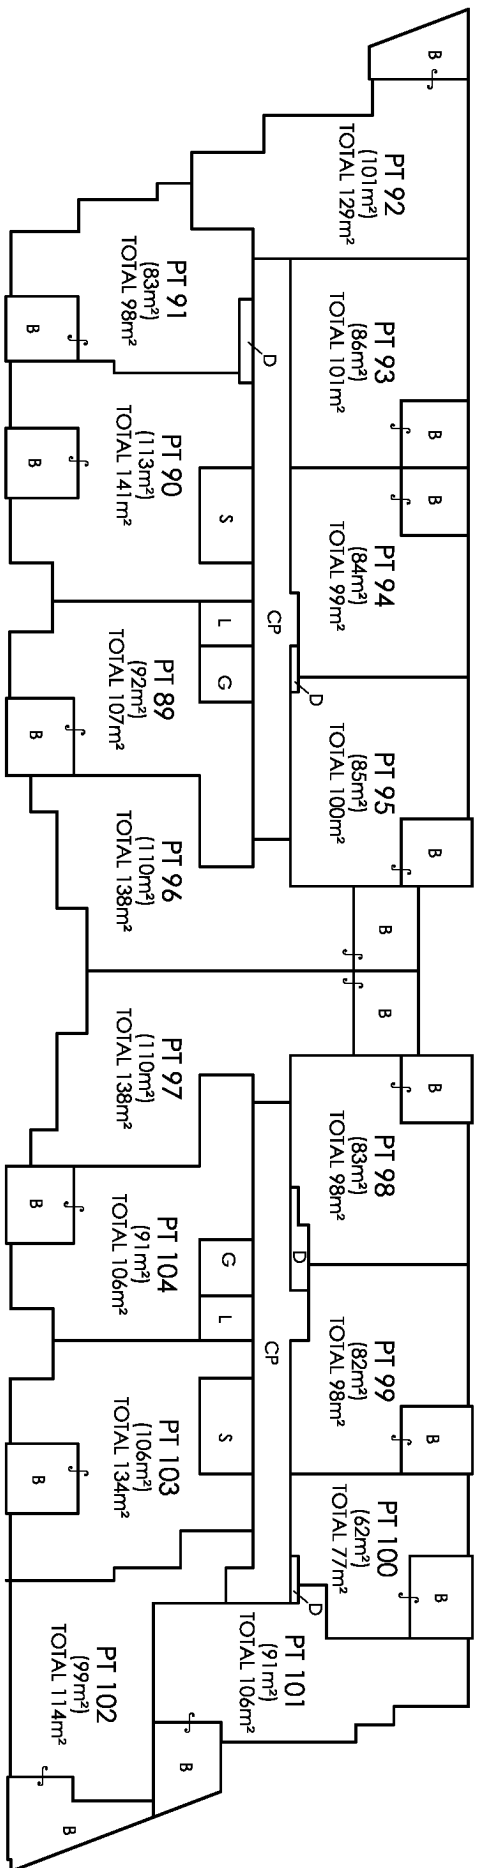 B
PT 92
(101m²)
TOTAL 129m²
PT 91
(83m²)
TOTAL 98m²
B
D
PT 93
(86m²)
TOTAL 101m²
B
B
PT 90
(113m²)
TOTAL 141m²
B
S
PT 94
(84m²)
TOTAL 99m²
L
CP
G
D
PT 89
(92m²)
TOTAL 107m²
B
PT 95
(85m²)
TOTAL 100m²
B
PT 96
(110m²)
TOTAL 138m²
B
B
PT 97
(110m²)
TOTAL 138m²
B
PT 98
(83m²)
TOTAL 98m²
D
PT 104
(91m²)
TOTAL 106m²
B
G
L
CP
PT 99
(82m²)
TOTAL 98m²
B
S
PT 103
(106m²)
TOTAL 134m²
B
PT 100
(62m²)
TOTAL 77m²
B
D
PT 101
(91m²)
TOTAL 106m²
PT 102
(99m²)
TOTAL 114m²
B
B